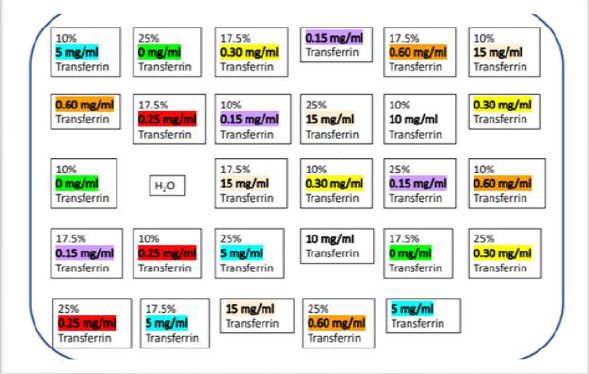 10%
5 mg/ml
Transferrin
25%
0 mg/ml
Transferrin
17.5%
0.30 mg/ml
Transferrin
0.15 mg/ml
Transferrin
17.5%
0.60 mg/ml
Transferrin
10%
15 mg/ml
Transferrin
0.60 mg/ml
Transferrin
17.5%
0.25 mg/ml
Transferrin
10%
0.15 mg/ml
Transferrin
25%
15 mg/ml
Transferrin
10%
10 mg/ml
Transferrin
0.30 mg/ml
Transferrin
10%
0 mg/ml
Transferrin
H₂O
17.5%
15 mg/ml
Transferrin
10%
0.30 mg/ml
Transferrin
25%
0.15 mg/ml
Transferrin
10%
0.60 mg/ml
Transferrin
17.5%
0.15 mg/ml
Transferrin
10%
0.25 mg/ml
Transferrin
25%
5 mg/ml
Transferrin
10 mg/ml
Transferrin
17.5%
0 mg/ml
Transferrin
25%
0.30 mg/ml
Transferrin
25%
0.25 mg/ml
Transferrin
17.5%
5 mg/ml
Transferrin
15 mg/ml
Transferrin
25%
0.60 mg/ml
Transferrin
5 mg/ml
Transferrin